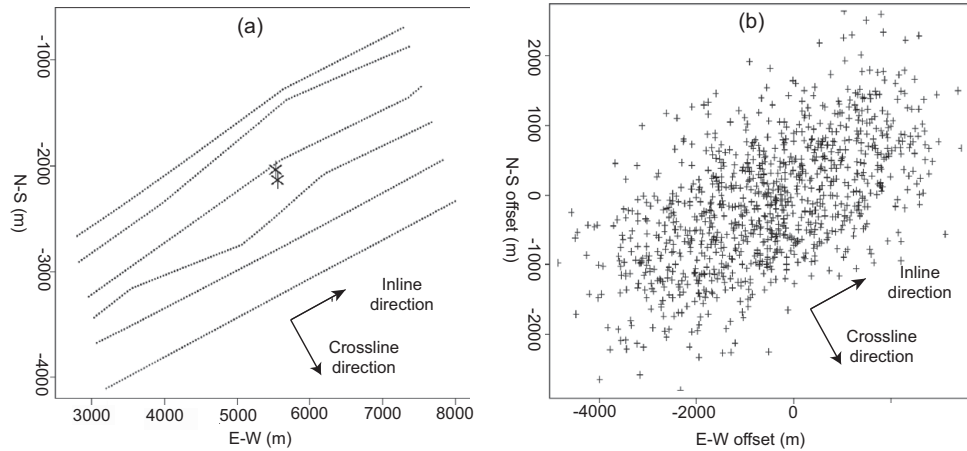 (a)
N-S (m)
-1000
-2000
-3000
-4000
Inline
direction
Crossline
direction
3000 4000 5000 6000 7000 8000
E-W (m)
(b)
N-S offset (m)
2000
1000
0
-1000
-2000
Inline
direction
Crossline
direction
-4000 -2000 0
E-W offset (m)